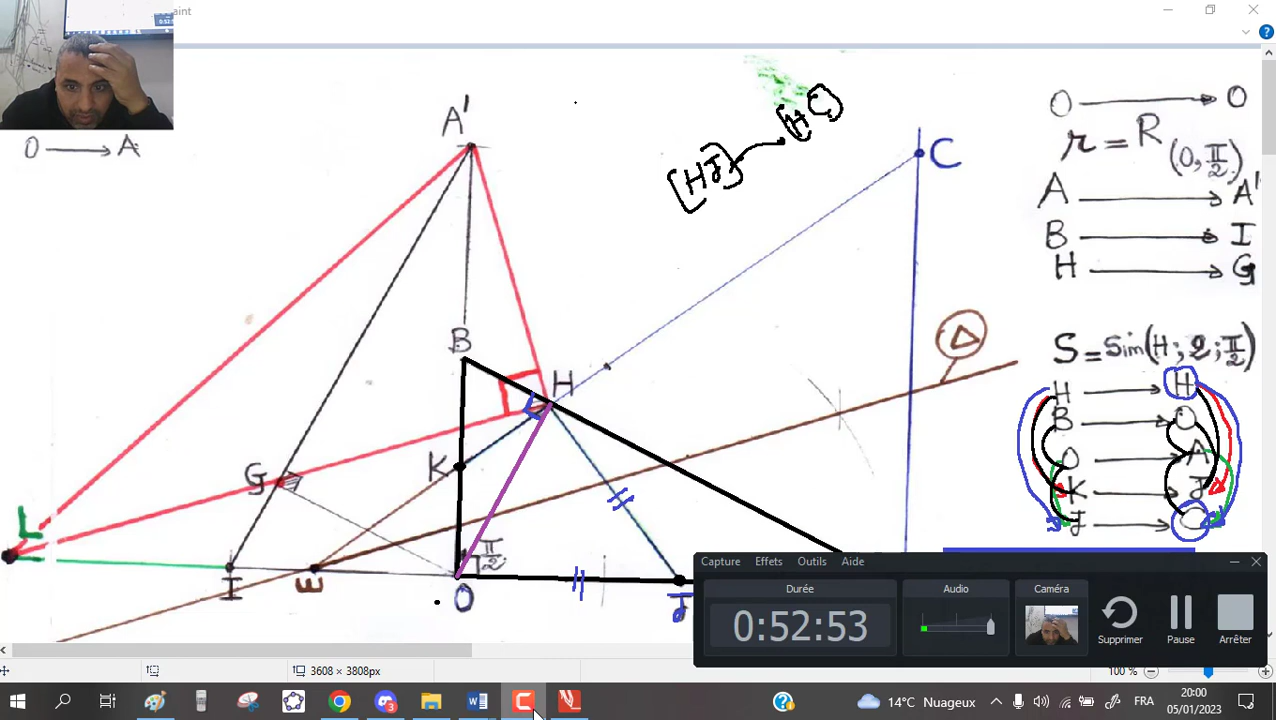 aint
O → A
A'
[HJ]
[HC)
C
O → O
r = R (O, π/2)
A → A'
B → I
H → G
B
H
Δ
S = Sim(H; 2; π/2)
H → H
B → O
O → A
K → J
J → C
K
G
L
I
ω
π/2
O
J
Capture Effets Outils Aide
Durée
0:52:53
Audio
Caméra
Supprimer
Pause
Arrêter
3608 × 3808px
100 %
14°C Nuageux
FRA
20:00
05/01/2023